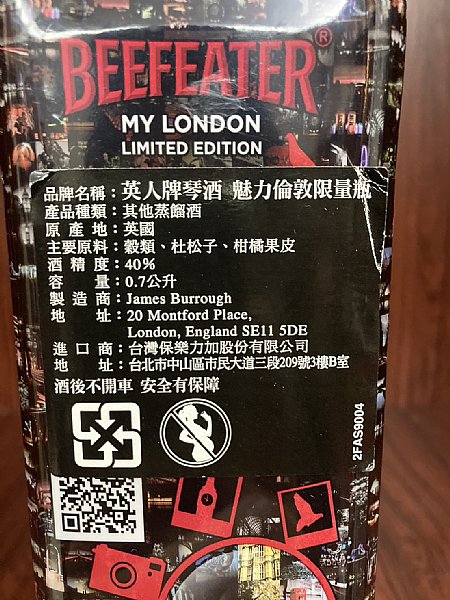 BEEFEATER®
MY LONDON
LIMITED EDITION
品牌名稱：英人牌琴酒 魅力倫敦限量瓶
產品種類：其他蒸餾酒
原產地：英國
主要原料：穀類、杜松子、柑橘果皮
酒精度：40%
容量：0.7公升
製造商：James Burrough
地址：20 Montford Place,
London, England SE11 5DE
進口商：台灣保樂力加股份有限公司
地址：台北市中山區市民大道三段209號3樓B室
酒後不開車 安全有保障
2FAS9004